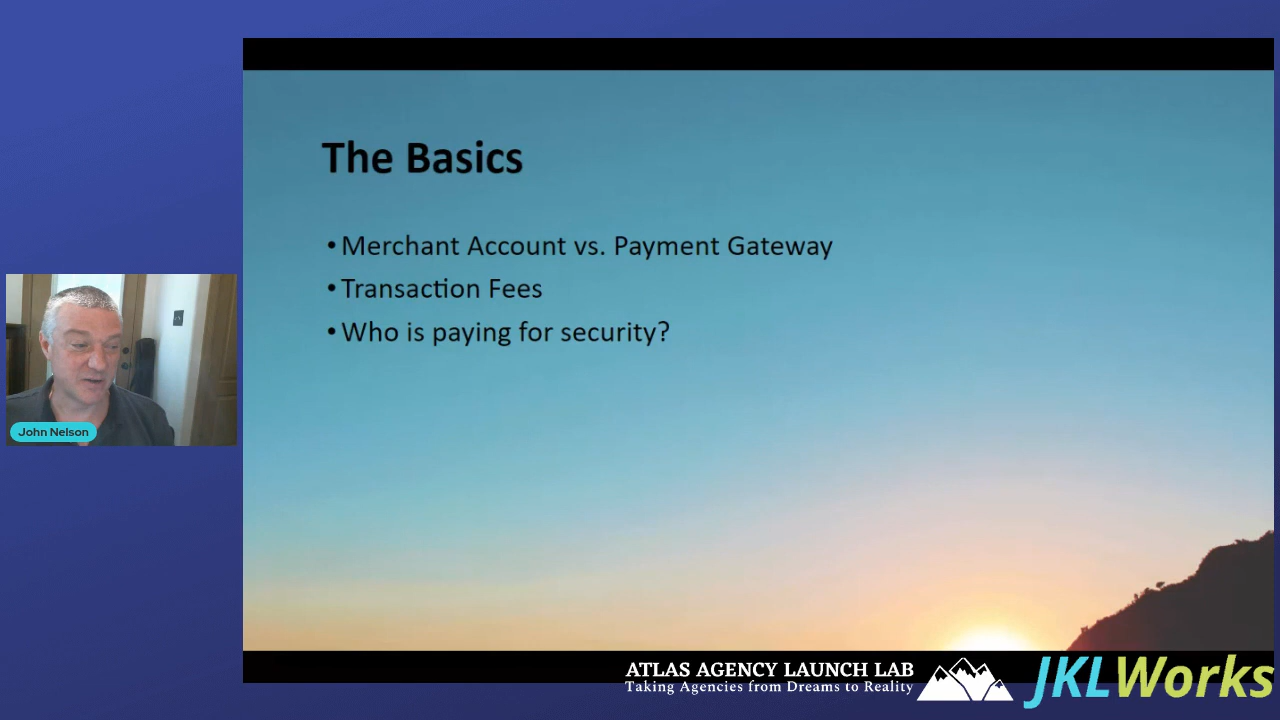 The Basics
• Merchant Account vs. Payment Gateway
• Transaction Fees
• Who is paying for security?
John Nelson
ATLAS AGENCY LAUNCH LAB
Taking Agencies from Dreams to Reality
JKLWorks